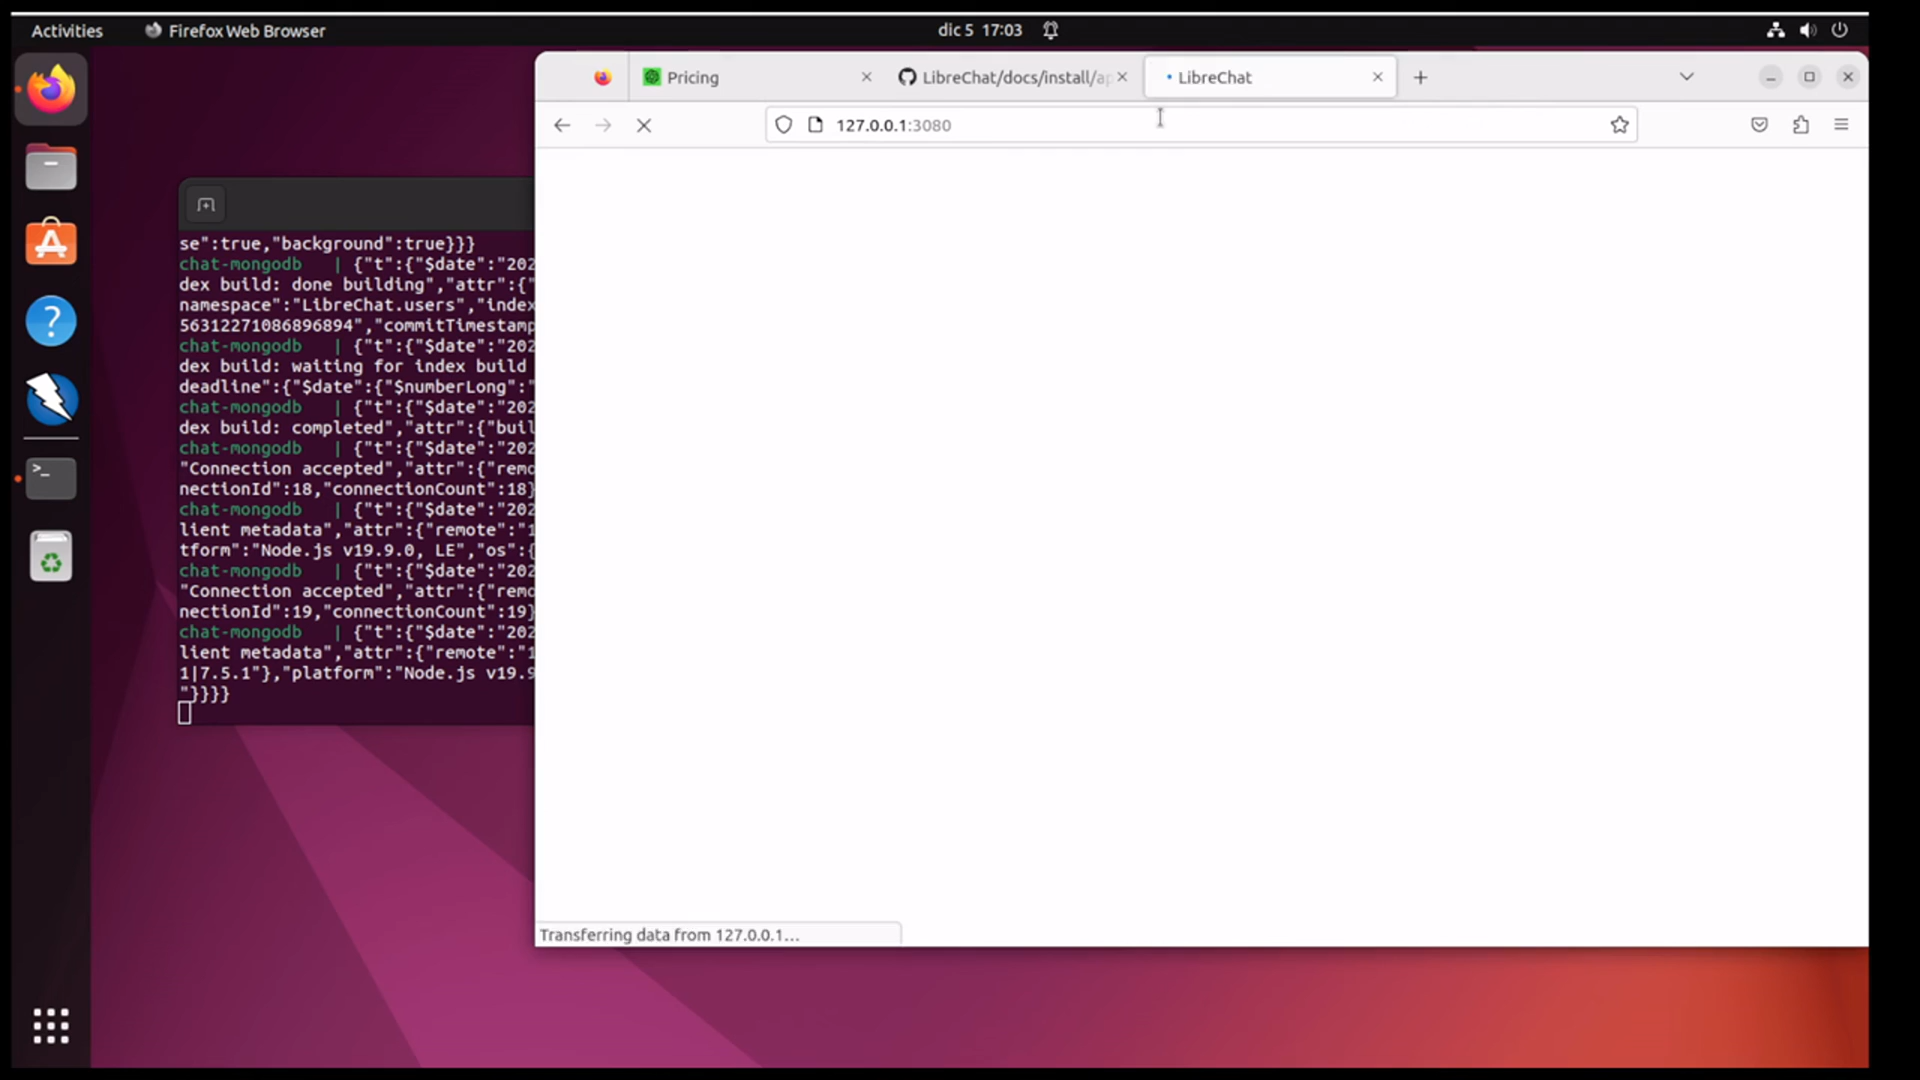 Activities
Firefox Web Browser
dic 5 17:03
Pricing
LibreChat/docs/install/ap
LibreChat
127.0.0.1:3080
se":true,"background":true}}}
chat-mongodb | {"t":{"$date":"202
dex build: done building","attr":{"
namespace":"LibreChat.users","index
56312271086896894","commitTimestamp
chat-mongodb | {"t":{"$date":"202
dex build: waiting for index build
deadline":{"$date":{"$numberLong":"
chat-mongodb | {"t":{"$date":"202
dex build: completed","attr":{"buil
chat-mongodb | {"t":{"$date":"202
"Connection accepted","attr":{"remo
nectionId":18,"connectionCount":18}
chat-mongodb | {"t":{"$date":"202
lient metadata","attr":{"remote":"1
tform":"Node.js v19.9.0, LE","os":{
chat-mongodb | {"t":{"$date":"202
"Connection accepted","attr":{"remo
nectionId":19,"connectionCount":19}
chat-mongodb | {"t":{"$date":"202
lient metadata","attr":{"remote":"1
1|7.5.1"},"platform":"Node.js v19.9
"}}}}
Transferring data from 127.0.0.1...